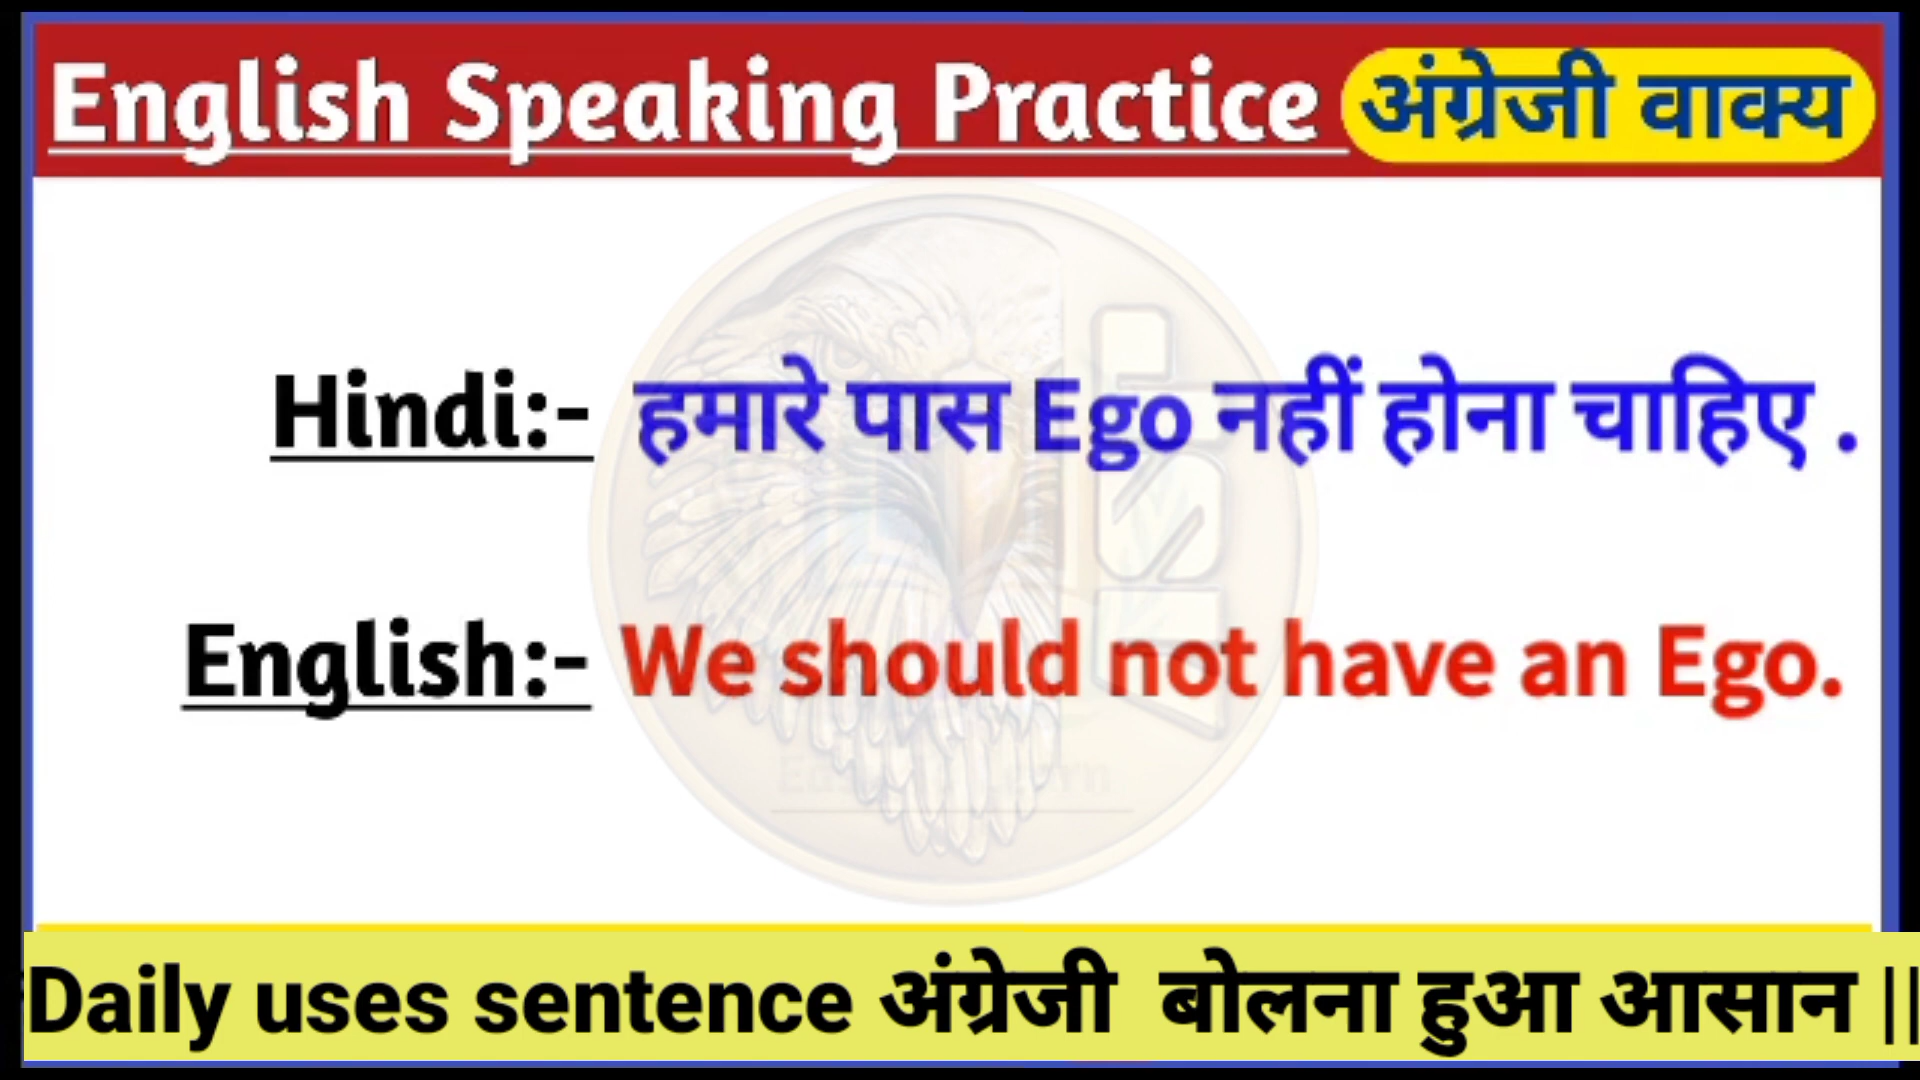 English Speaking Practice अंग्रेजी वाक्य
Hindi:- हमारे पास Ego नहीं होना चाहिए .
English:- We should not have an Ego.
Daily uses sentence अंग्रेजी बोलना हुआ आसान ||